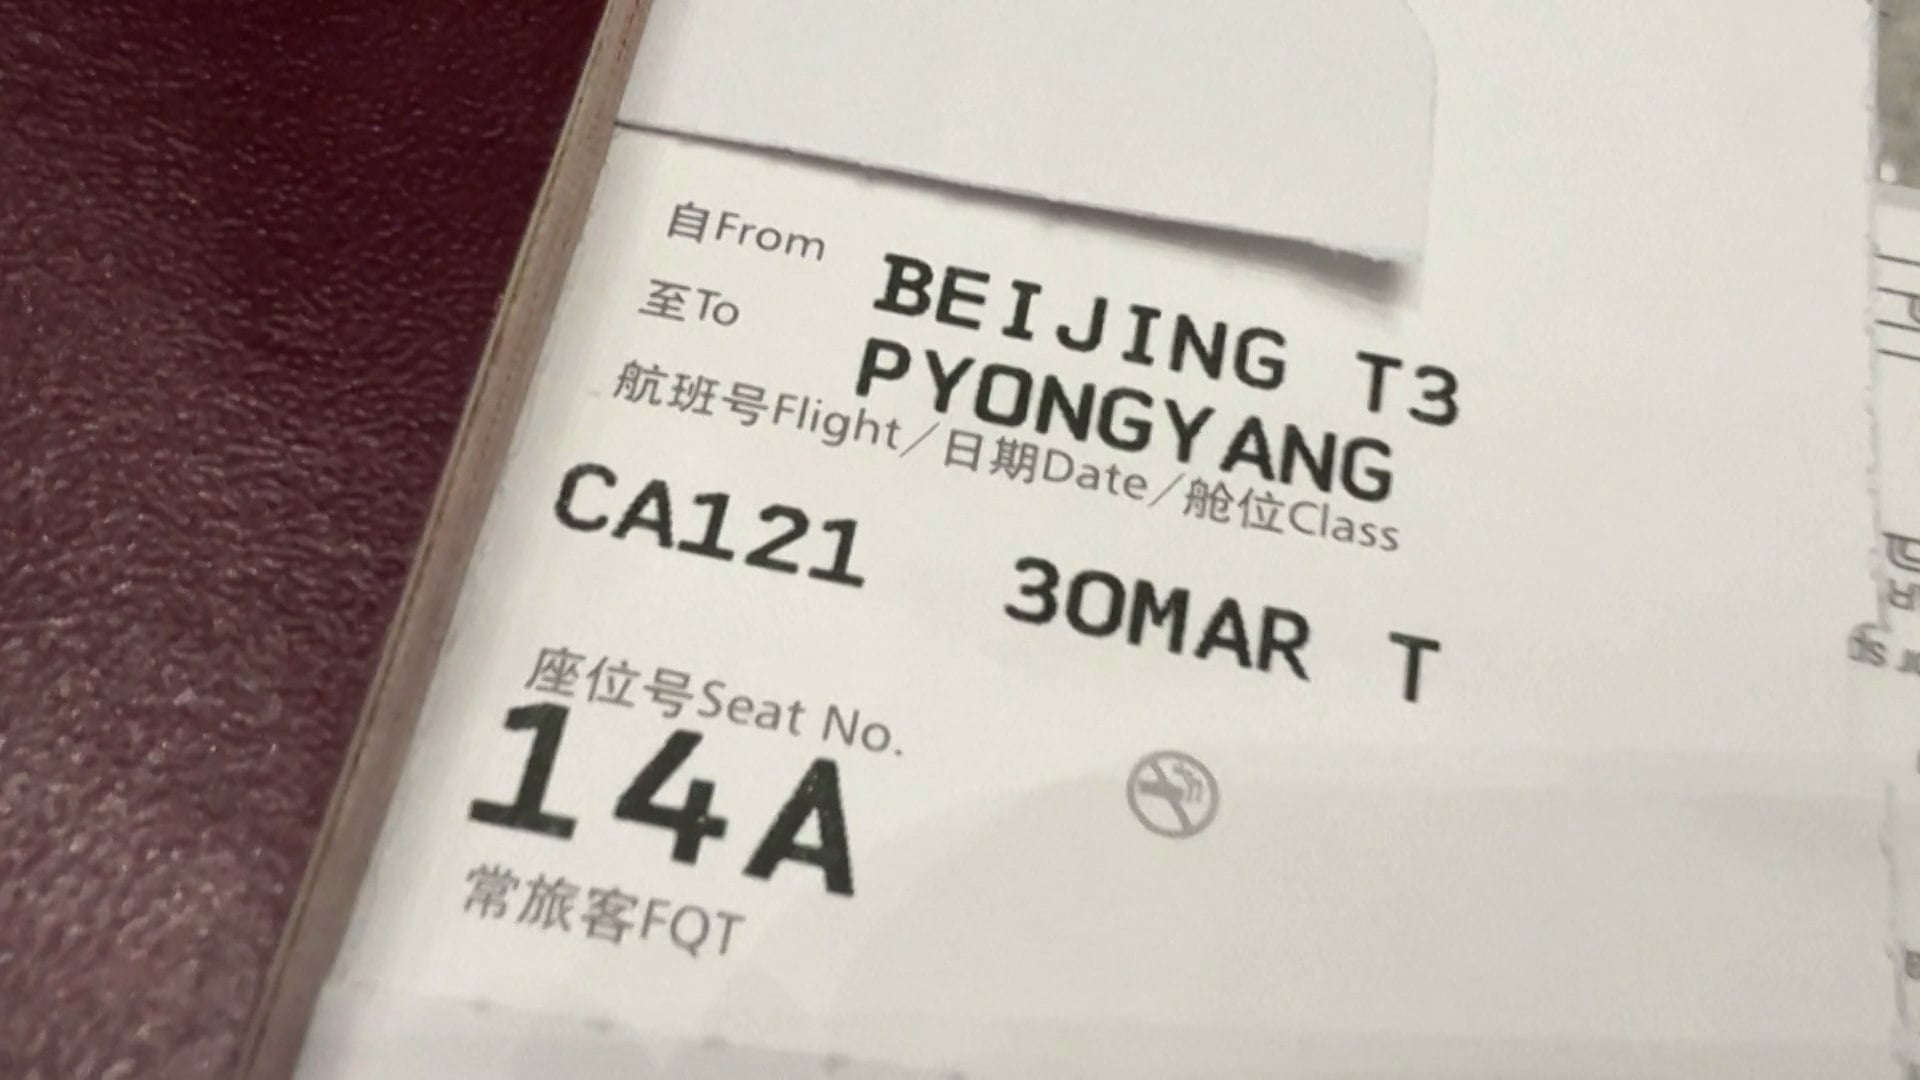 自From BEIJING T3
至To PYONGYANG
航班号Flight/日期Date/舱位Class
CA121 30MAR T
座位号Seat No.
14A
常旅客FQT